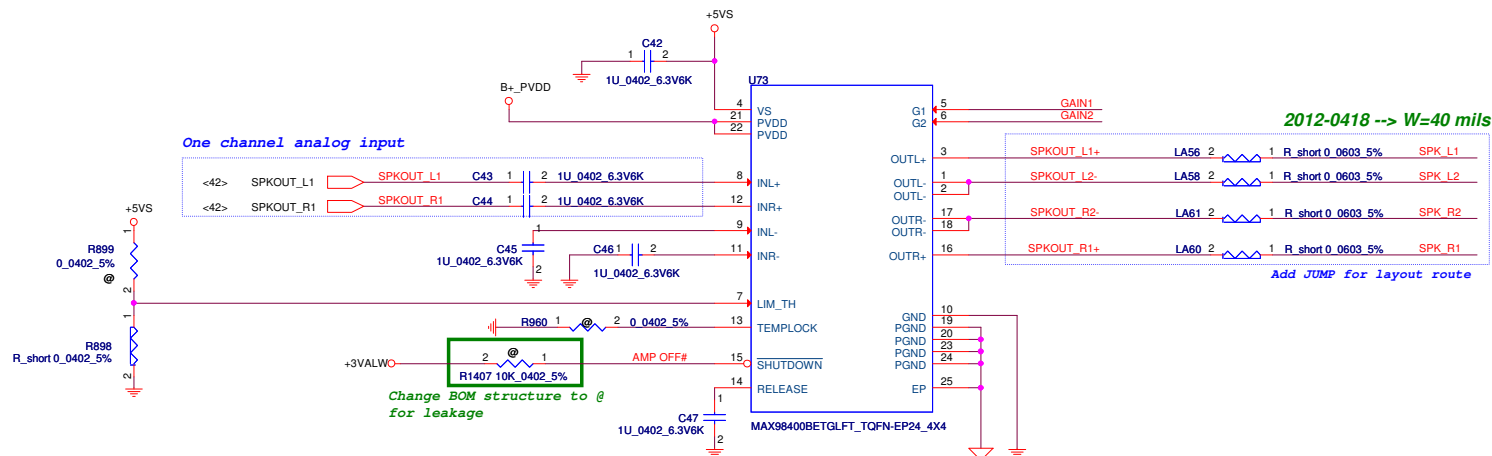 +5VS
C42
1 2
1U_0402_6.3V6K
U73
B+_PVDD
4 VS
21 PVDD
22 PVDD
G1 5 GAIN1
G2 6 GAIN2
2012-0418 --> W=40 mils
One channel analog input
OUTL+ 3 SPKOUT_L1+ LA56 2 1 R_short 0_0603_5% SPK_L1
<42> SPKOUT_L1 SPKOUT_L1 C43 1 2 1U_0402_6.3V6K 8 INL+
OUTL- 1 SPKOUT_L2- LA58 2 1 R_short 0_0603_5% SPK_L2
OUTL- 2
<42> SPKOUT_R1 SPKOUT_R1 C44 1 2 1U_0402_6.3V6K 12 INR+
OUTR- 17 SPKOUT_R2- LA61 2 1 R_short 0_0603_5% SPK_R2
OUTR- 18
+5VS
1
R899
0_0402_5%
@
2
9 INL-
1
C45
1U_0402_6.3V6K
2
C46 1 2
1U_0402_6.3V6K
11 INR-
OUTR+ 16 SPKOUT_R1+ LA60 2 1 R_short 0_0603_5% SPK_R1
Add JUMP for layout route
7 LIM_TH
1
R898
R_short 0_0402_5%
2
R960 1 @ 2 0_0402_5% 13 TEMPLOCK
GND 10
PGND 19
PGND 20
PGND 23
PGND 24
EP 25
+3VALW 2 @ 1 AMP OFF# 15 SHUTDOWN
R1407 10K_0402_5%
14 RELEASE
Change BOM structure to @
for leakage
1
C47
1U_0402_6.3V6K
2
MAX98400BETGLFT_TQFN-EP24_4X4